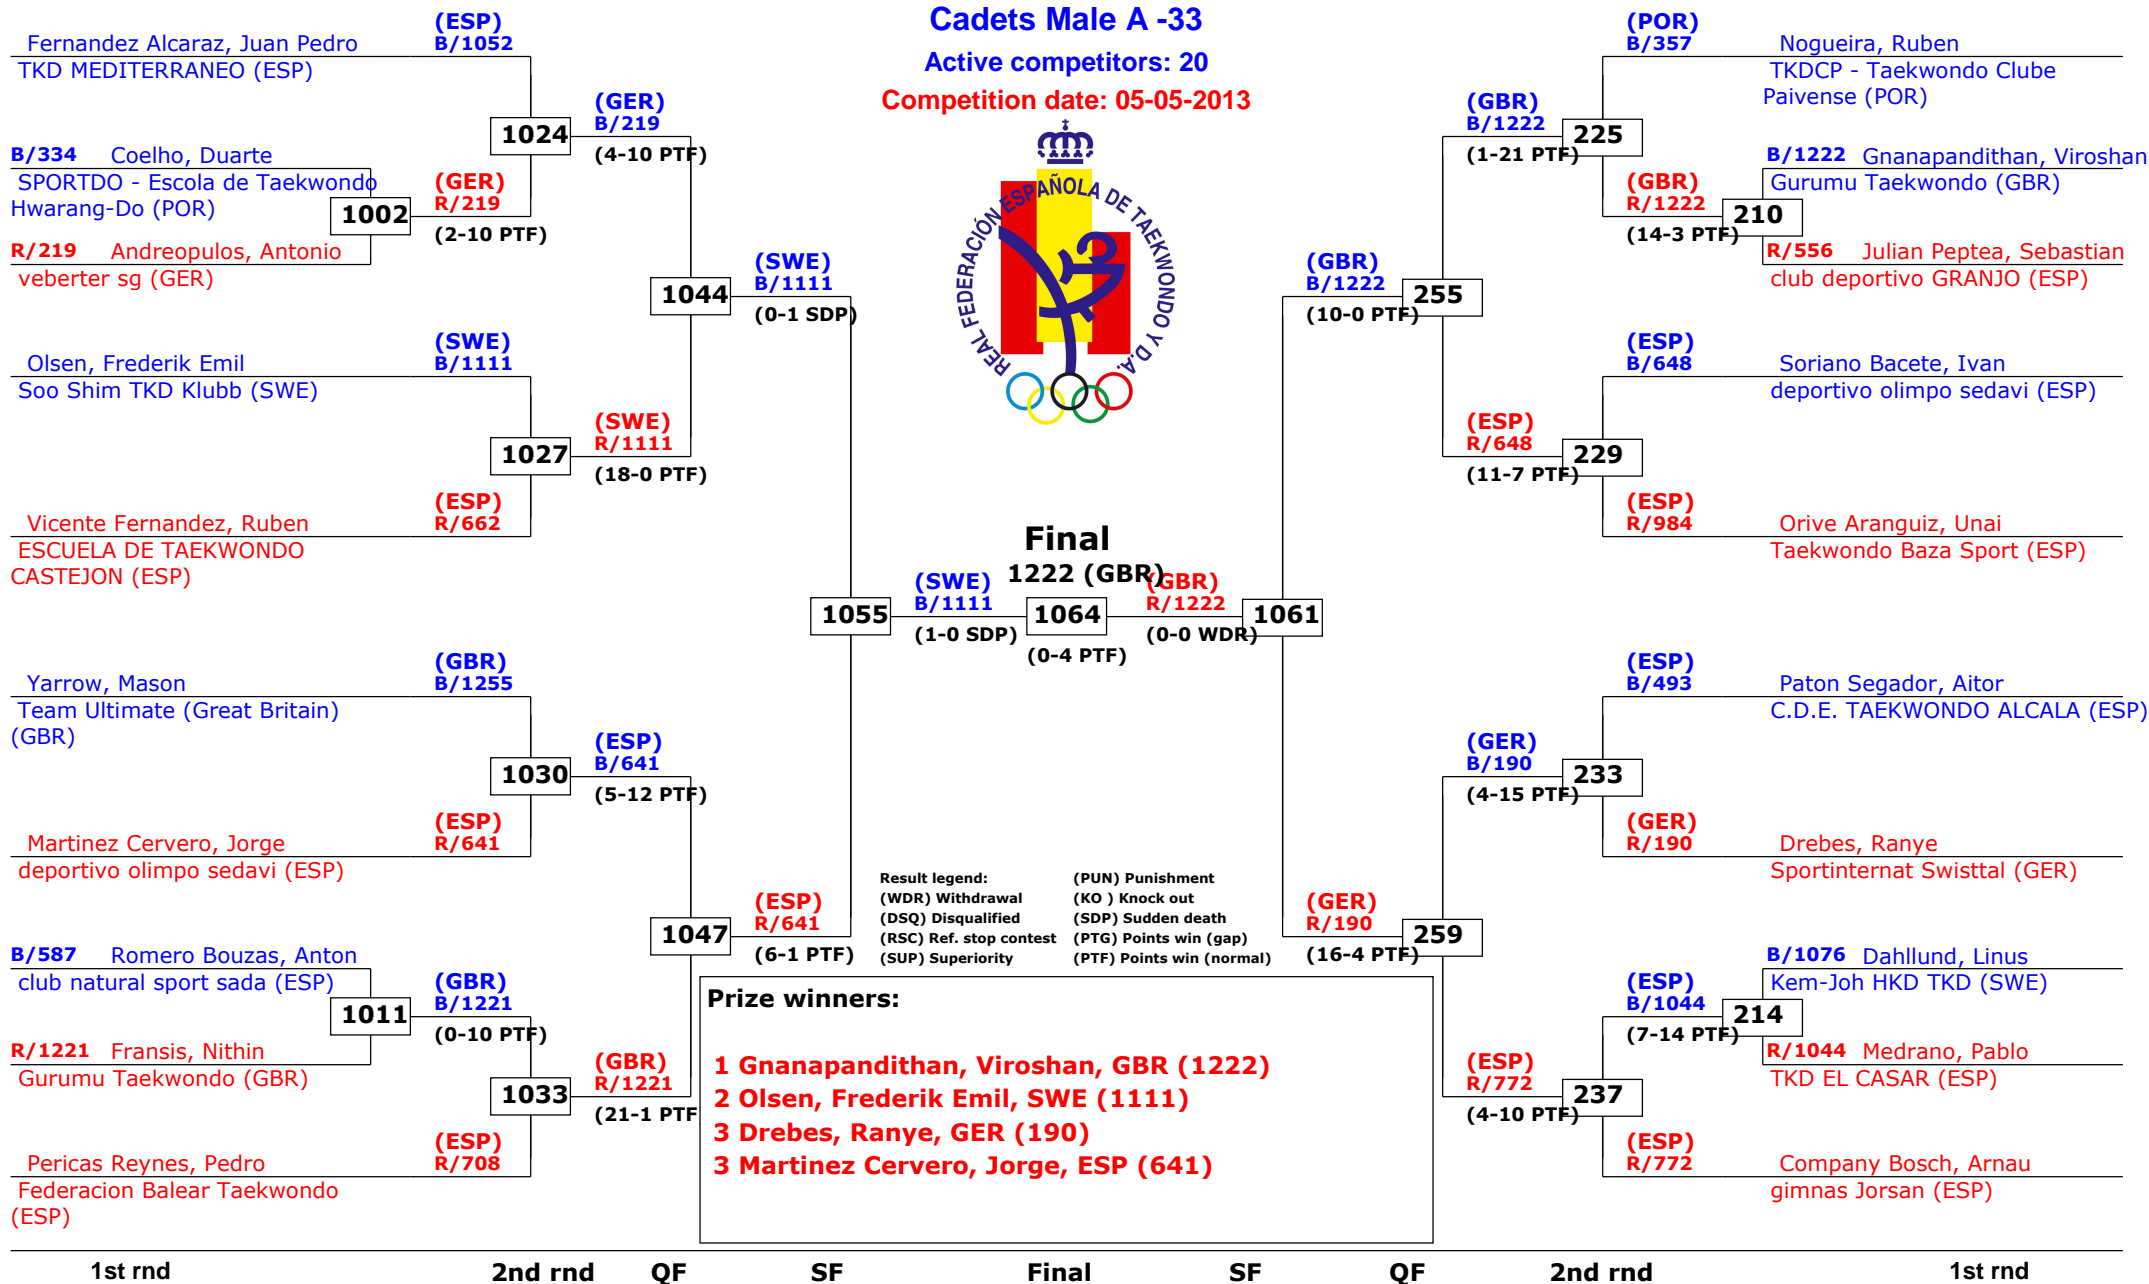 Cadets Male A -33
Active competitors: 20
Competition date: 05-05-2013
REAL FEDERACIÓN ESPAÑOLA DE TAEKWONDO Y D.A.
(ESP)
B/1052
Fernandez Alcaraz, Juan Pedro
TKD MEDITERRANEO (ESP)
B/334 Coelho, Duarte
SPORTDO - Escola de Taekwondo
Hwarang-Do (POR)
1002
R/219 Andreopulos, Antonio
veberter sg (GER)
(GER)
R/219
(2-10 PTF)
1024
(GER)
B/219
(4-10 PTF)
(SWE)
B/1111
Olsen, Frederik Emil
Soo Shim TKD Klubb (SWE)
1027
(SWE)
R/1111
(18-0 PTF)
(ESP)
R/662
Vicente Fernandez, Ruben
ESCUELA DE TAEKWONDO
CASTEJON (ESP)
1044
(SWE)
B/1111
(0-1 SDP)
(GBR)
B/1255
Yarrow, Mason
Team Ultimate (Great Britain)
(GBR)
1030
(ESP)
B/641
(5-12 PTF)
(ESP)
R/641
Martinez Cervero, Jorge
deportivo olimpo sedavi (ESP)
B/587 Romero Bouzas, Anton
club natural sport sada (ESP)
1011
R/1221 Fransis, Nithin
Gurumu Taekwondo (GBR)
(GBR)
B/1221
(0-10 PTF)
1033
(GBR)
R/1221
(21-1 PTF
(ESP)
R/708
Pericas Reynes, Pedro
Federacion Balear Taekwondo
(ESP)
1047
(ESP)
R/641
(6-1 PTF)
1055
(SWE)
B/1111
(1-0 SDP)
Final
1222 (GBR)
1064
(0-4 PTF)
(GBR)
R/1222
(0-0 WDR)
1061
(POR)
B/357
Nogueira, Ruben
TKDCP - Taekwondo Clube
Paivense (POR)
225
(GBR)
B/1222
(1-21 PTF)
B/1222 Gnanapandithan, Viroshan
Gurumu Taekwondo (GBR)
210
(GBR)
R/1222
(14-3 PTF)
R/556 Julian Peptea, Sebastian
club deportivo GRANJO (ESP)
255
(GBR)
B/1222
(10-0 PTF)
(ESP)
B/648
Soriano Bacete, Ivan
deportivo olimpo sedavi (ESP)
229
(ESP)
R/648
(11-7 PTF)
(ESP)
R/984
Orive Aranguiz, Unai
Taekwondo Baza Sport (ESP)
(ESP)
B/493
Paton Segador, Aitor
C.D.E. TAEKWONDO ALCALA (ESP)
233
(GER)
B/190
(4-15 PTF)
(GER)
R/190
Drebes, Ranye
Sportinternat Swisttal (GER)
259
(GER)
R/190
(16-4 PTF)
B/1076 Dahllund, Linus
Kem-Joh HKD TKD (SWE)
214
(ESP)
B/1044
(7-14 PTF)
R/1044 Medrano, Pablo
TKD EL CASAR (ESP)
237
(ESP)
R/772
(4-10 PTF)
(ESP)
R/772
Company Bosch, Arnau
gimnas Jorsan (ESP)
Result legend: (PUN) Punishment
(WDR) Withdrawal (KO ) Knock out
(DSQ) Disqualified (SDP) Sudden death
(RSC) Ref. stop contest (PTG) Points win (gap)
(SUP) Superiority (PTF) Points win (normal)
Prize winners:
1 Gnanapandithan, Viroshan, GBR (1222)
2 Olsen, Frederik Emil, SWE (1111)
3 Drebes, Ranye, GER (190)
3 Martinez Cervero, Jorge, ESP (641)
1st rnd 2nd rnd QF SF Final SF QF 2nd rnd 1st rnd